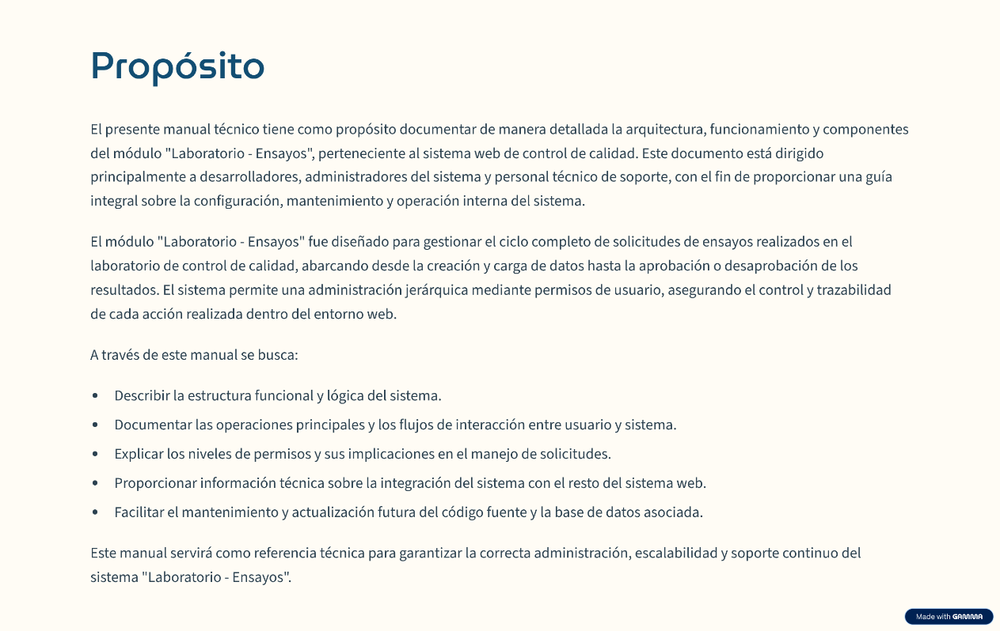 Propósito
El presente manual técnico tiene como propósito documentar de manera detallada la arquitectura, funcionamiento y componentes
del módulo "Laboratorio - Ensayos", perteneciente al sistema web de control de calidad. Este documento está dirigido
principalmente a desarrolladores, administradores del sistema y personal técnico de soporte, con el fin de proporcionar una guía
integral sobre la configuración, mantenimiento y operación interna del sistema.
El módulo "Laboratorio - Ensayos" fue diseñado para gestionar el ciclo completo de solicitudes de ensayos realizados en el
laboratorio de control de calidad, abarcando desde la creación y carga de datos hasta la aprobación o desaprobación de los
resultados. El sistema permite una administración jerárquica mediante permisos de usuario, asegurando el control y trazabilidad
de cada acción realizada dentro del entorno web.
A través de este manual se busca:
• Describir la estructura funcional y lógica del sistema.
• Documentar las operaciones principales y los flujos de interacción entre usuario y sistema.
• Explicar los niveles de permisos y sus implicaciones en el manejo de solicitudes.
• Proporcionar información técnica sobre la integración del sistema con el resto del sistema web.
• Facilitar el mantenimiento y actualización futura del código fuente y la base de datos asociada.
Este manual servirá como referencia técnica para garantizar la correcta administración, escalabilidad y soporte continuo del
sistema "Laboratorio - Ensayos".
Made with GAMMA